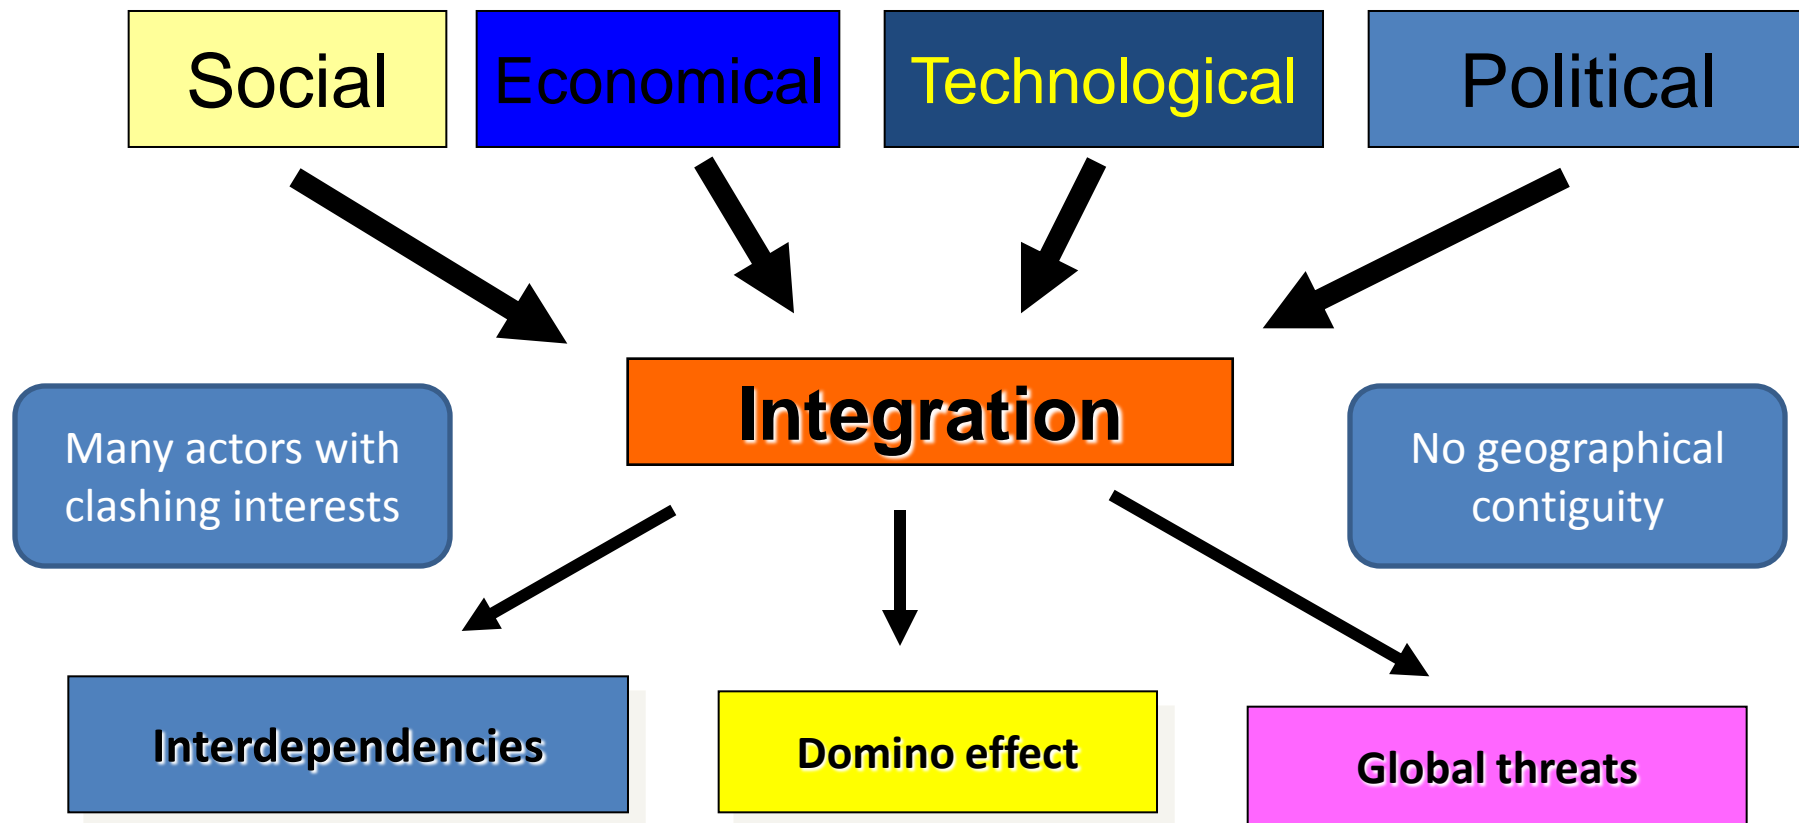 Social
Economical
Technological
Political
Integration
Many actors with
clashing interests
No geographical
contiguity
Interdependencies
Domino effect
Global threats